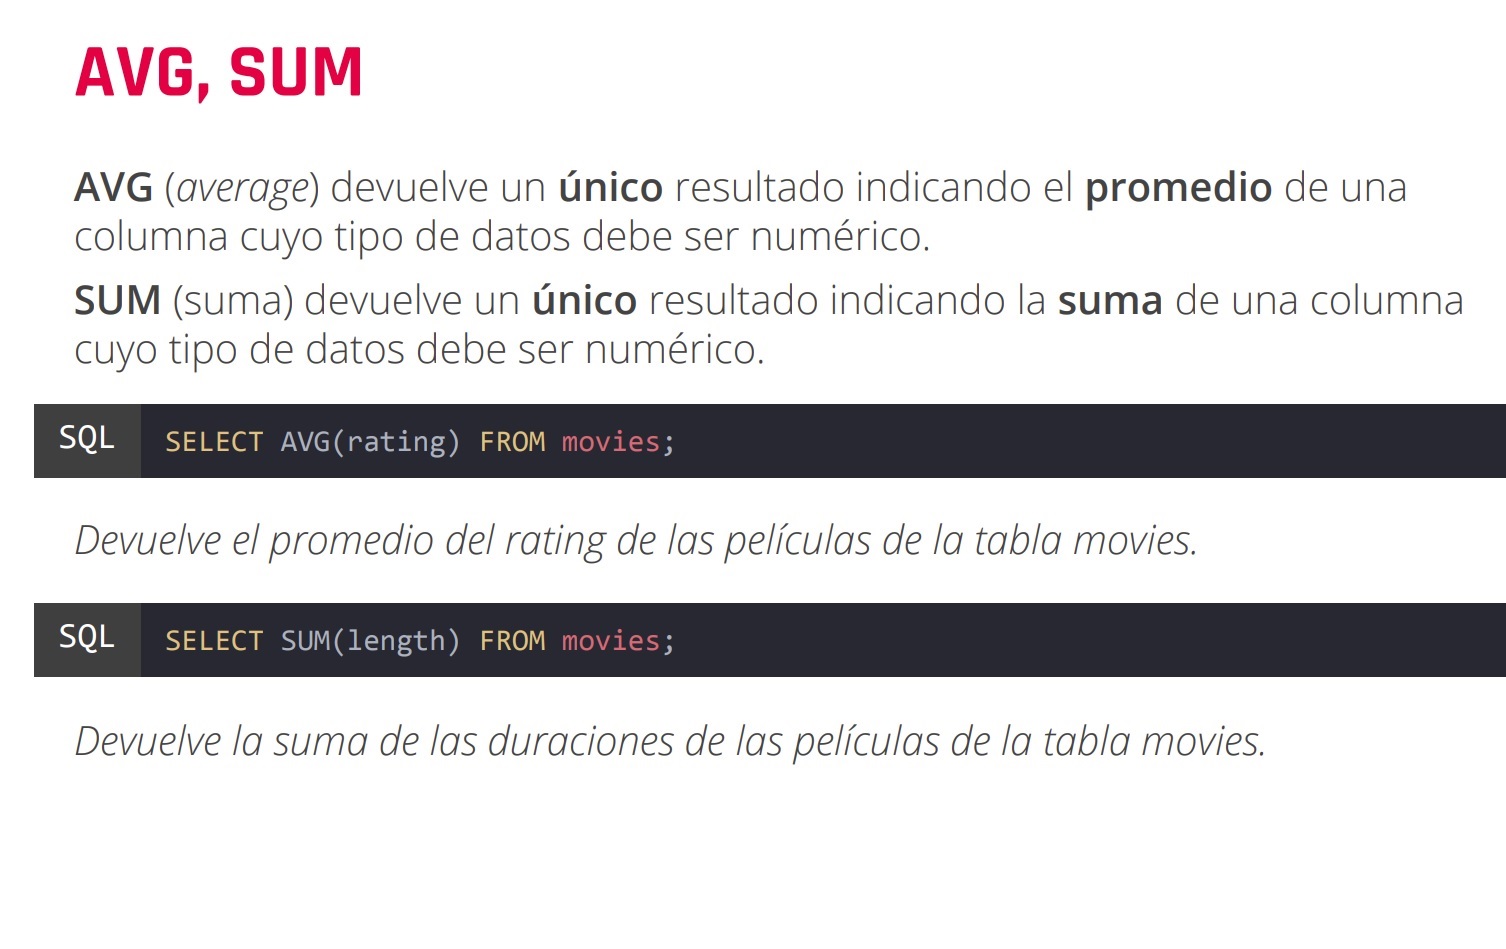 AVG, SUM
AVG (average) devuelve un único resultado indicando el promedio de una
columna cuyo tipo de datos debe ser numérico.
SUM (suma) devuelve un único resultado indicando la suma de una columna
cuyo tipo de datos debe ser numérico.
SQL SELECT AVG(rating) FROM movies;
Devuelve el promedio del rating de las películas de la tabla movies.
SQL SELECT SUM(length) FROM movies;
Devuelve la suma de las duraciones de las películas de la tabla movies.